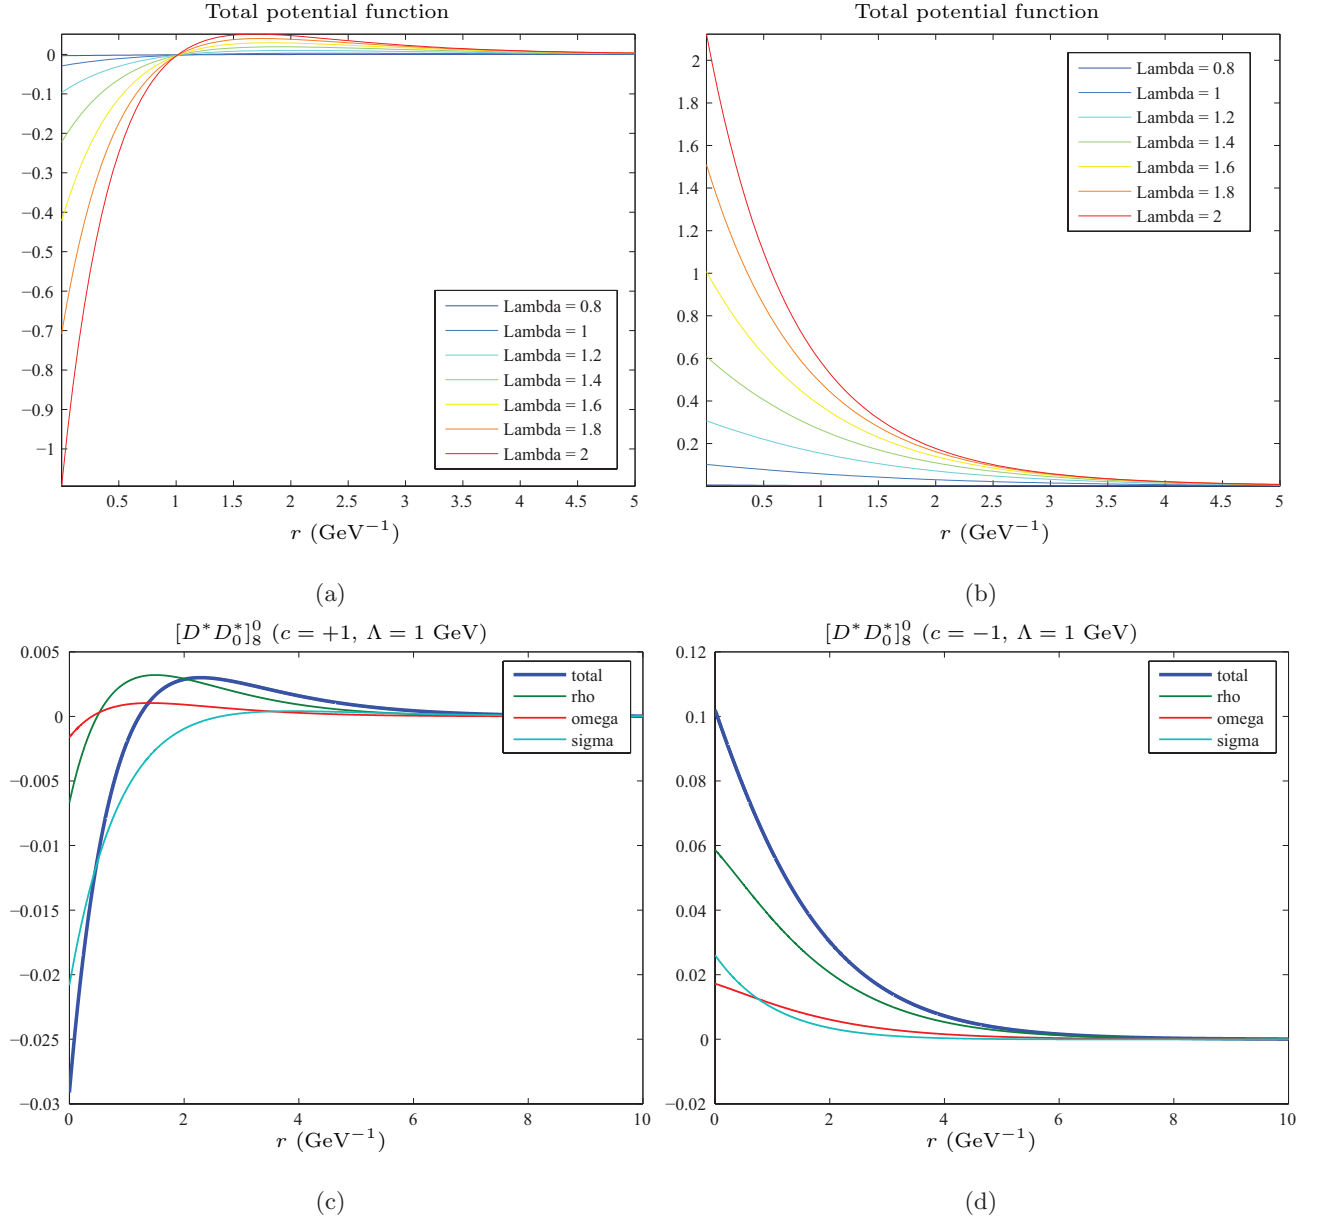 Total potential function
0
−0.1
−0.2
−0.3
−0.4
−0.5
−0.6
−0.7
−0.8
−0.9
−1
Lambda = 0.8
Lambda = 1
Lambda = 1.2
Lambda = 1.4
Lambda = 1.6
Lambda = 1.8
Lambda = 2
0.5 1 1.5 2 2.5 3 3.5 4 4.5 5
r (GeV⁻¹)
(a)
Total potential function
2
1.8
1.6
1.4
1.2
1
0.8
0.6
0.4
0.2
Lambda = 0.8
Lambda = 1
Lambda = 1.2
Lambda = 1.4
Lambda = 1.6
Lambda = 1.8
Lambda = 2
0.5 1 1.5 2 2.5 3 3.5 4 4.5 5
r (GeV⁻¹)
(b)
[D*D₀*]₈⁰ (c = +1, Λ = 1 GeV)
0.005
0
−0.005
−0.01
−0.015
−0.02
−0.025
−0.03
total
rho
omega
sigma
0 2 4 6 8 10
r (GeV⁻¹)
(c)
[D*D₀*]₈⁰ (c = −1, Λ = 1 GeV)
0.12
0.1
0.08
0.06
0.04
0.02
0
−0.02
total
rho
omega
sigma
0 2 4 6 8 10
r (GeV⁻¹)
(d)